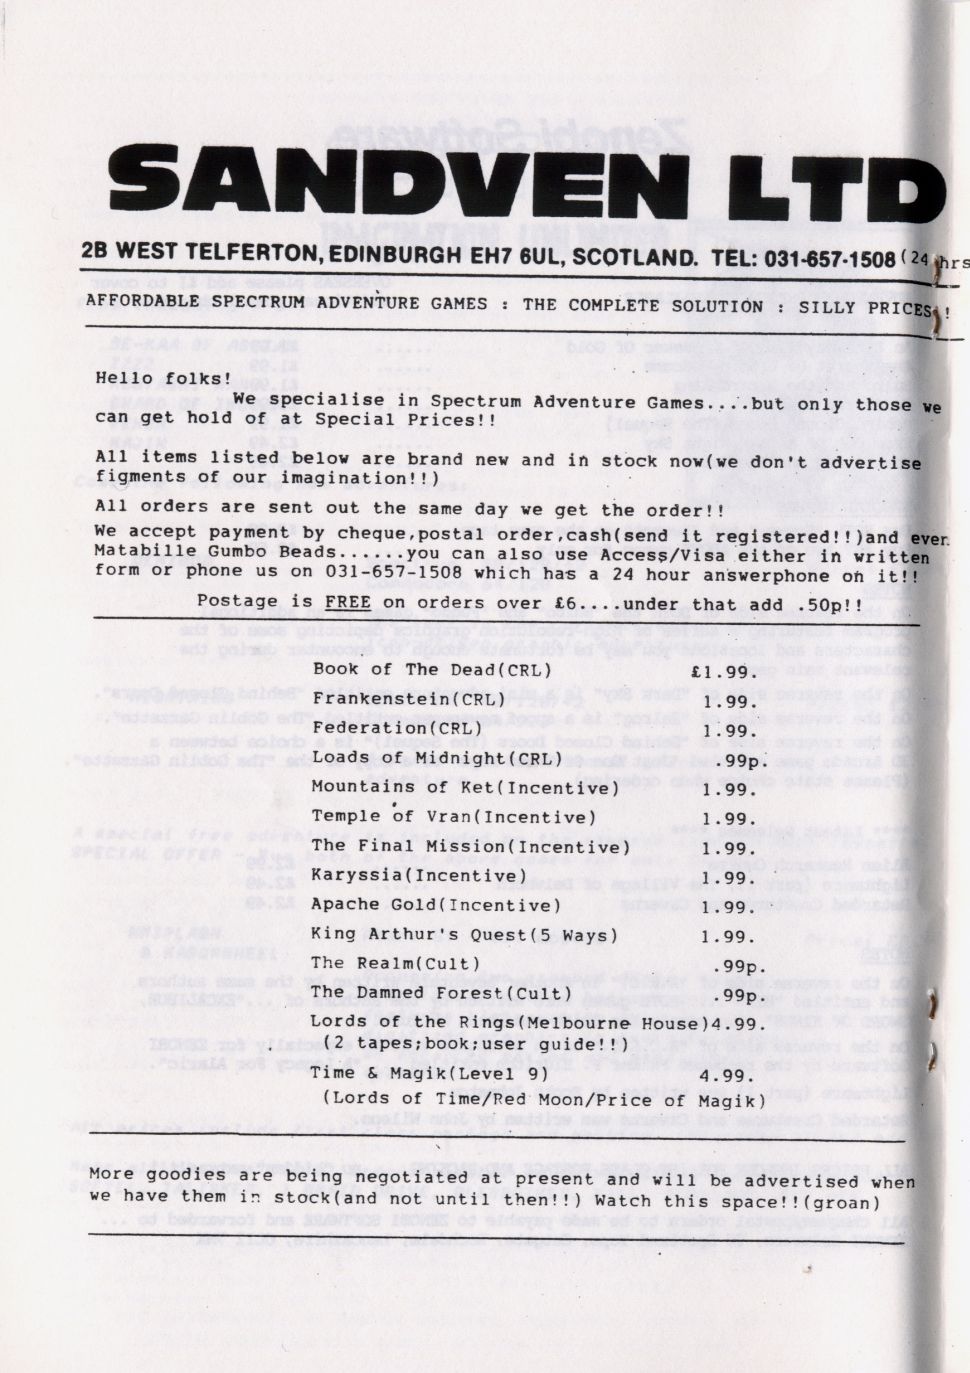 SANDVEN LTD
2B WEST TELFERTON, EDINBURGH EH7 6UL, SCOTLAND. TEL: 031-657-1508 (24 hrs
AFFORDABLE SPECTRUM ADVENTURE GAMES : THE COMPLETE SOLUTION : SILLY PRICES !
Hello folks!
We specialise in Spectrum Adventure Games....but only those we
can get hold of at Special Prices!!
All items listed below are brand new and in stock now(we don't advertise
figments of our imagination!!)
All orders are sent out the same day we get the order!!
We accept payment by cheque,postal order,cash(send it registered!!)and even
Matabille Gumbo Beads......you can also use Access/Visa either in written
form or phone us on 031-657-1508 which has a 24 hour answerphone on it!!
Postage is FREE on orders over £6....under that add .50p!!
Book of The Dead(CRL) £1.99.
Frankenstein(CRL) 1.99.
Federation(CRL) 1.99.
Loads of Midnight(CRL) .99p.
Mountains of Ket(Incentive) 1.99.
Temple of Vran(Incentive) 1.99.
The Final Mission(Incentive) 1.99.
Karyssia(Incentive) 1.99.
Apache Gold(Incentive) 1.99.
King Arthur's Quest(5 Ways) 1.99.
The Realm(Cult) .99p.
The Damned Forest(Cult) .99p.
Lords of the Rings(Melbourne House)4.99.
(2 tapes;book;user guide!!)
Time & Magik(Level 9) 4.99.
(Lords of Time/Red Moon/Price of Magik)
More goodies are being negotiated at present and will be advertised when
we have them in stock(and not until then!!) Watch this space!!(groan)